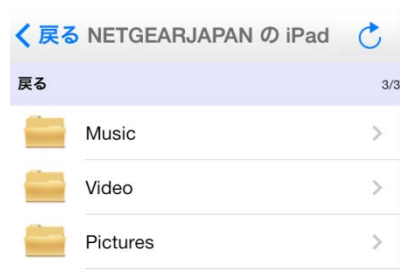 戻る NETGEARJAPAN の iPad
戻る 3/3
Music
Video
Pictures